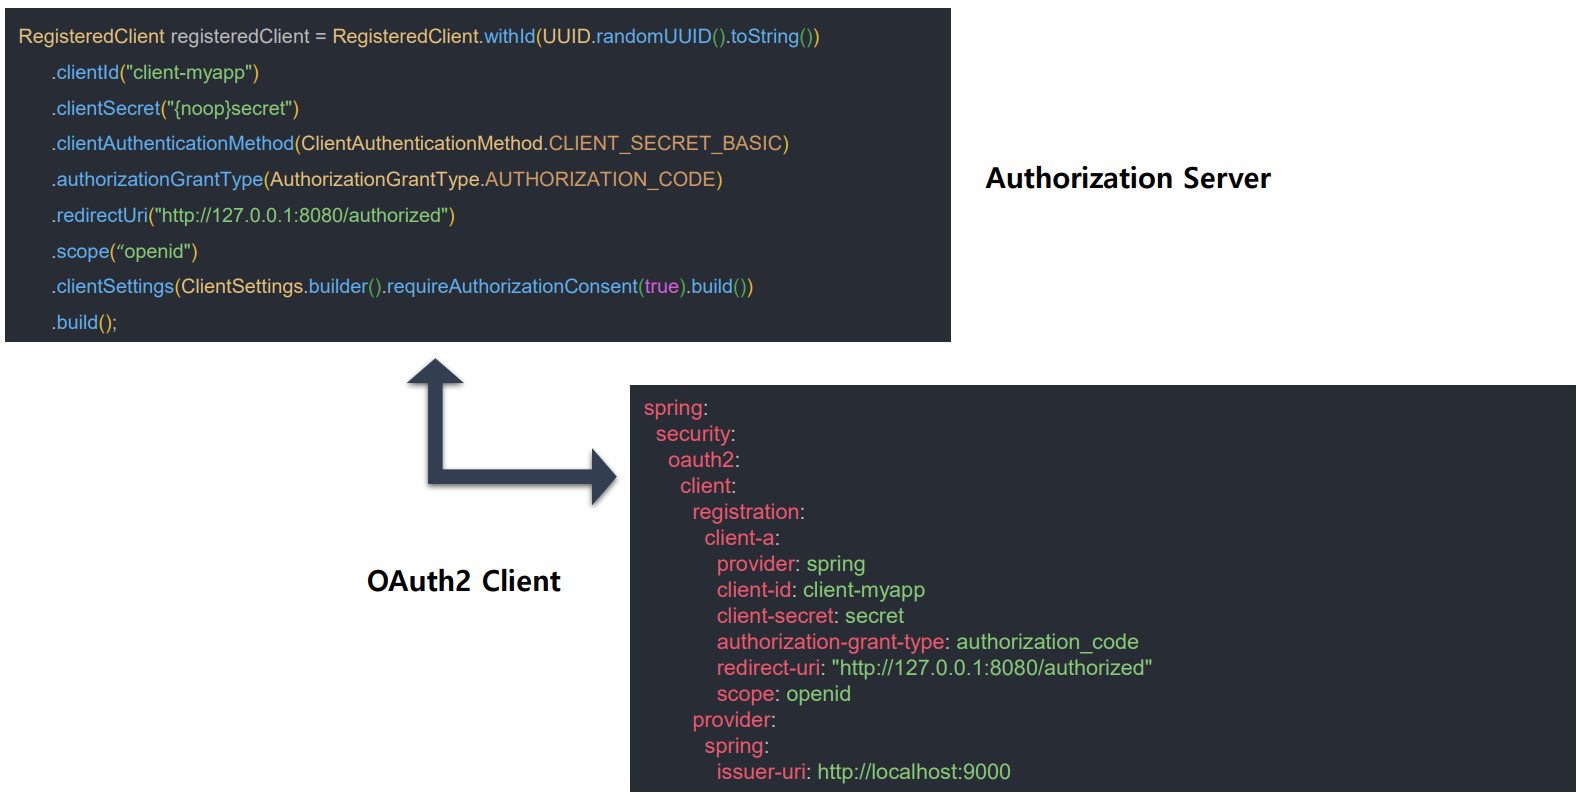 RegisteredClient registeredClient = RegisteredClient.withId(UUID.randomUUID().toString())
.clientId("client-myapp")
.clientSecret("{noop}secret")
.clientAuthenticationMethod(ClientAuthenticationMethod.CLIENT_SECRET_BASIC)
.authorizationGrantType(AuthorizationGrantType.AUTHORIZATION_CODE)
.redirectUri("http://127.0.0.1:8080/authorized")
.scope(“openid")
.clientSettings(ClientSettings.builder().requireAuthorizationConsent(true).build())
.build();
Authorization Server
OAuth2 Client
spring:
security:
oauth2:
client:
registration:
client-a:
provider: spring
client-id: client-myapp
client-secret: secret
authorization-grant-type: authorization_code
redirect-uri: "http://127.0.0.1:8080/authorized"
scope: openid
provider:
spring:
issuer-uri: http://localhost:9000